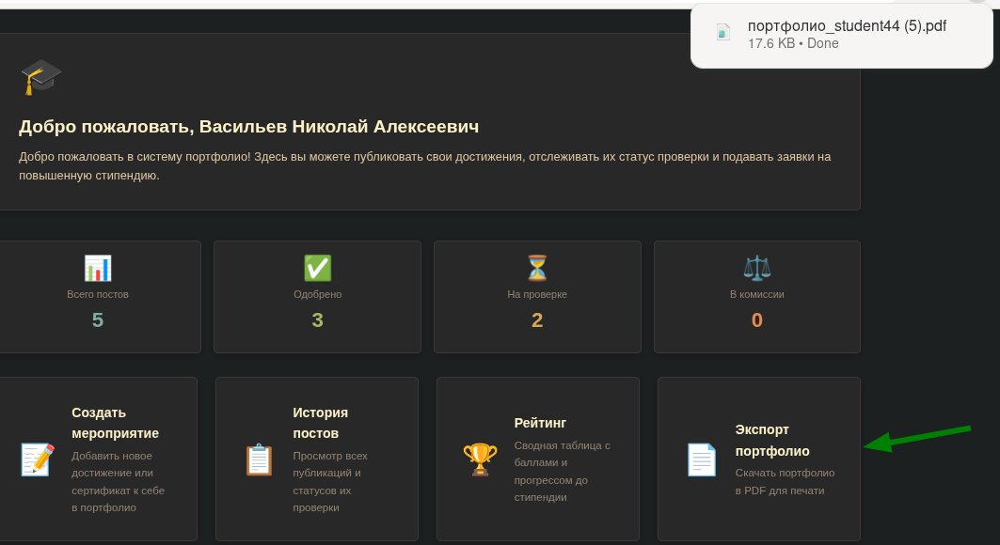 портфолио_student44 (5).pdf
17.6 KB • Done
Добро пожаловать, Васильев Николай Алексеевич
Добро пожаловать в систему портфолио! Здесь вы можете публиковать свои достижения, отслеживать их статус проверки и подавать заявки на
повышенную стипендию.
Всего постов
5
Одобрено
3
На проверке
2
В комиссии
0
Создать
мероприятие
Добавить новое
достижение или
сертификат к себе
в портфолио
История
постов
Просмотр всех
публикаций и
статусов их
проверки
Рейтинг
Сводная таблица с
баллами и
прогрессом до
стипендии
Экспорт
портфолио
Скачать портфолио
в PDF для печати